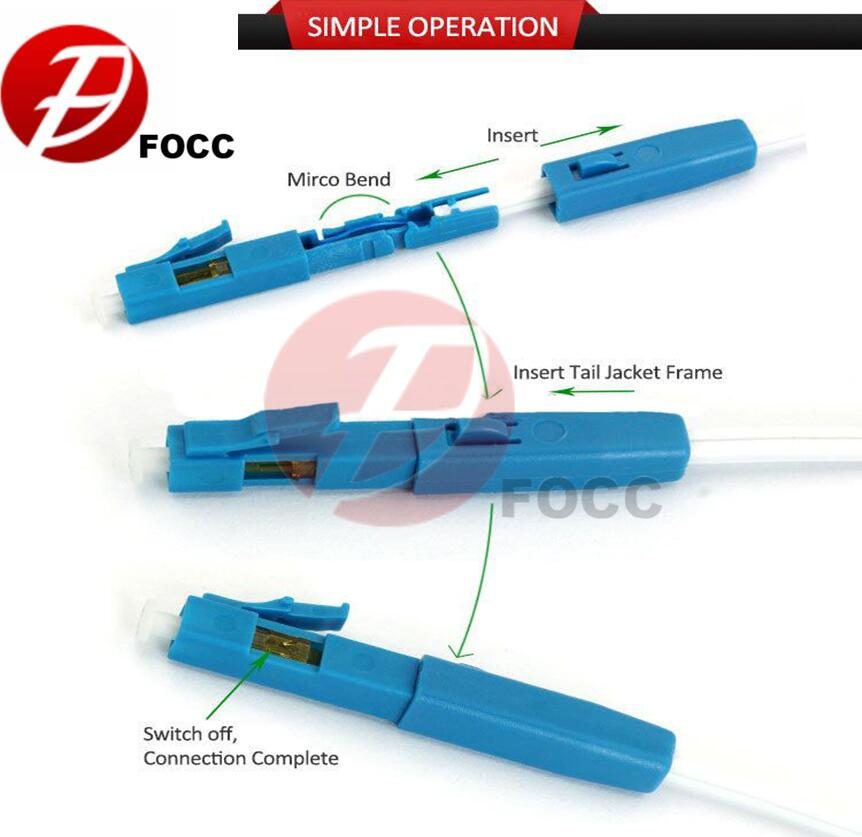 SIMPLE OPERATION
FOCC
Insert
Mirco Bend
Insert Tail Jacket Frame
FOCC
Switch off,
Connection Complete